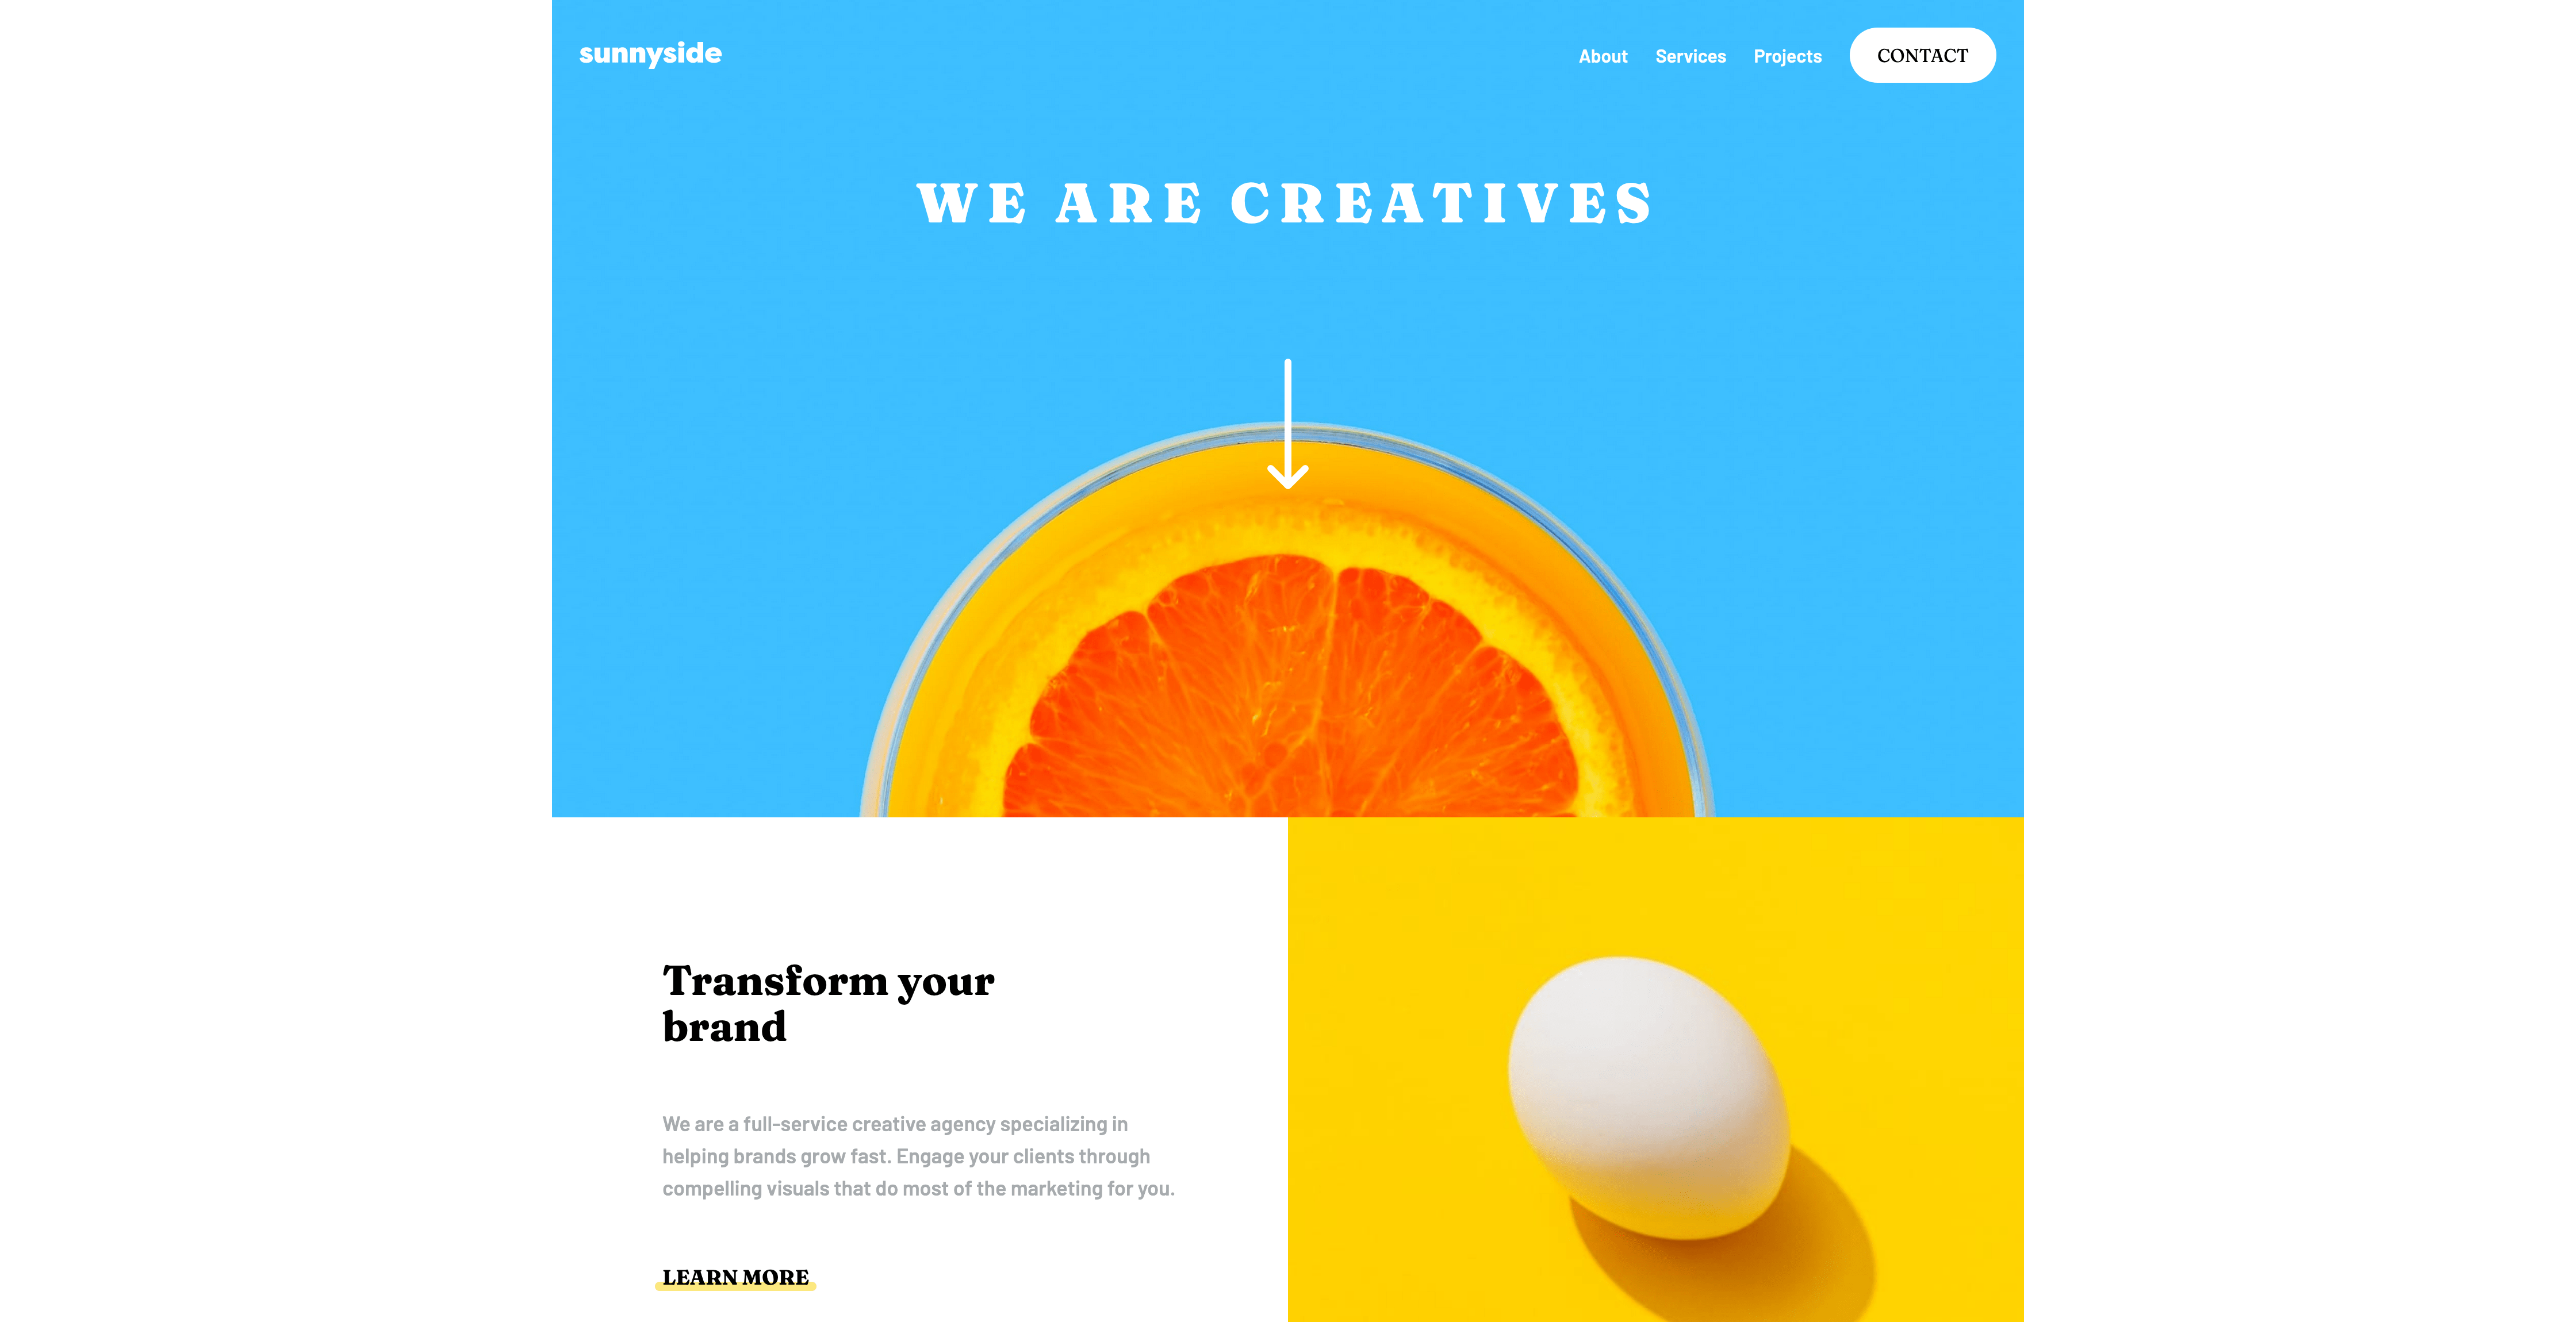 sunnyside
About Services Projects CONTACT
WE ARE CREATIVES
Transform your
brand
We are a full-service creative agency specializing in
helping brands grow fast. Engage your clients through
compelling visuals that do most of the marketing for you.
LEARN MORE